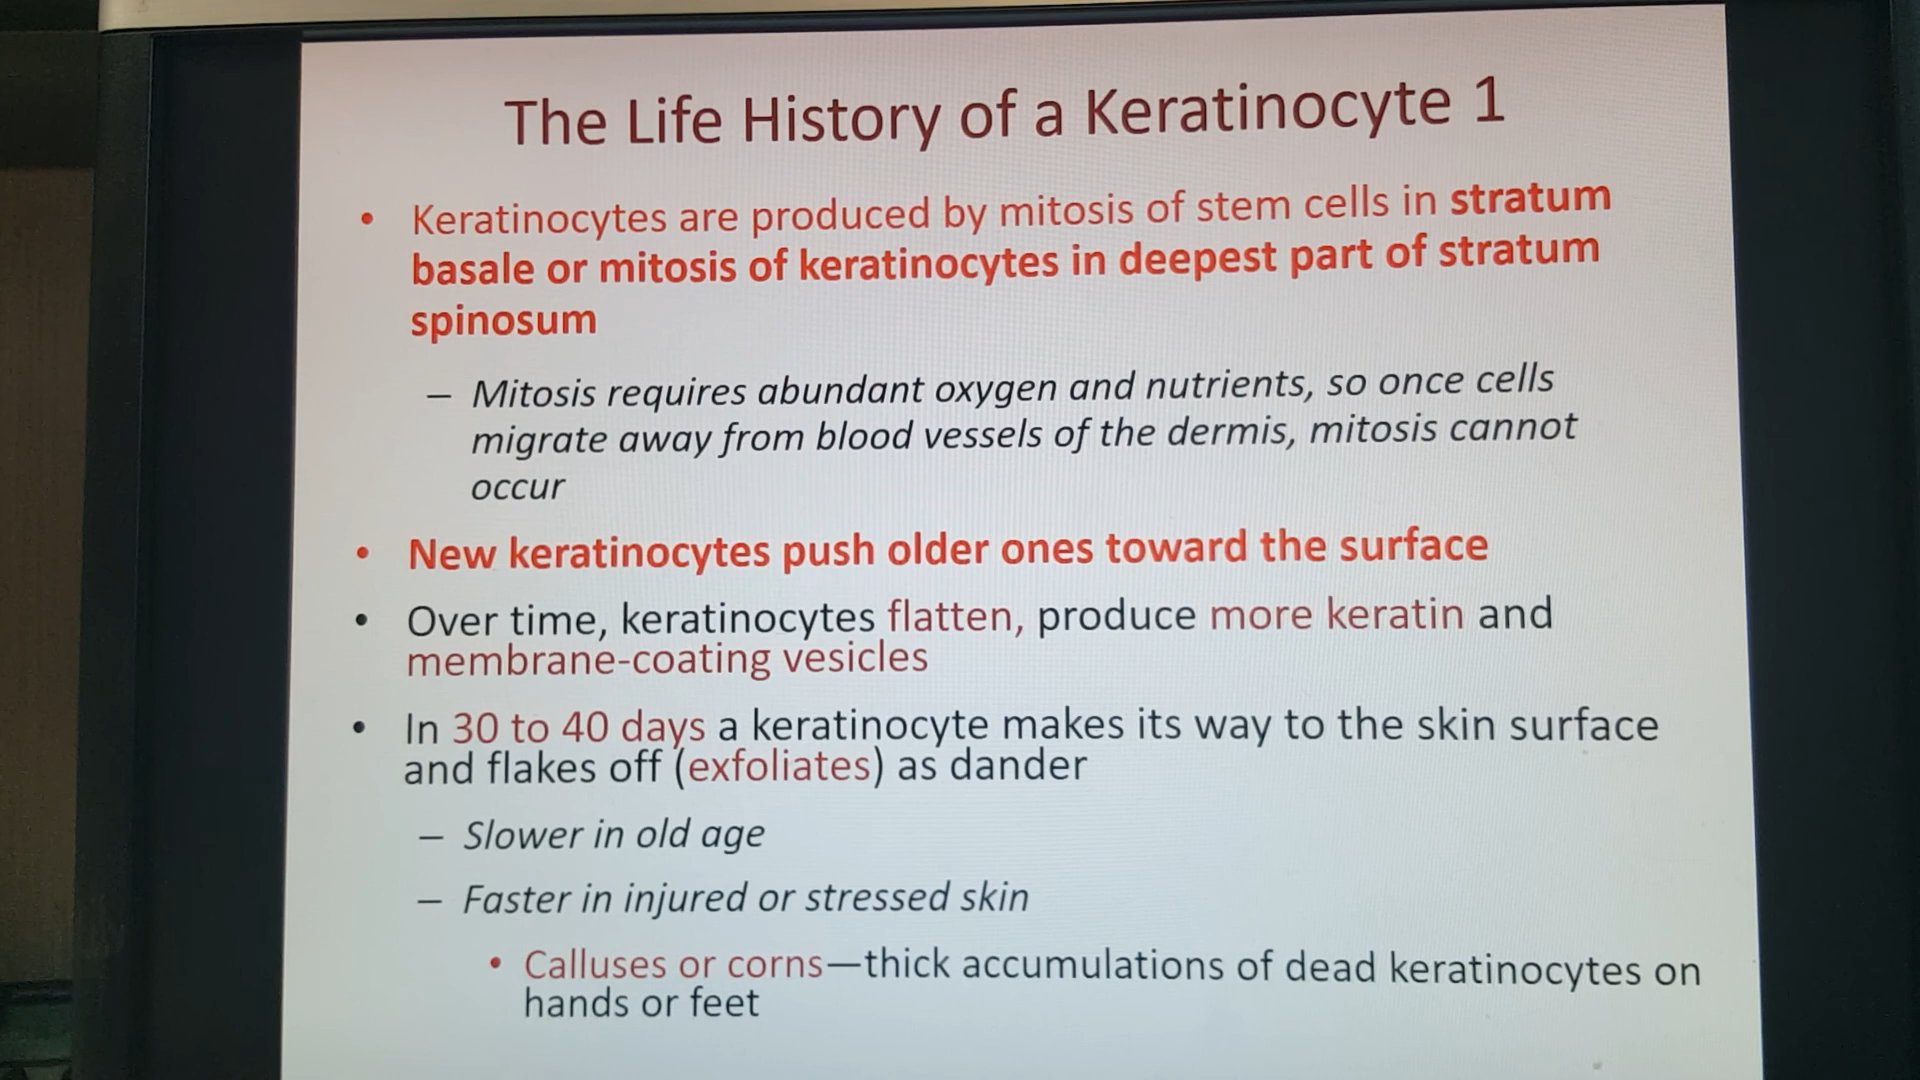 The Life History of a Keratinocyte 1
• Keratinocytes are produced by mitosis of stem cells in stratum
basale or mitosis of keratinocytes in deepest part of stratum
spinosum
– Mitosis requires abundant oxygen and nutrients, so once cells
migrate away from blood vessels of the dermis, mitosis cannot
occur
• New keratinocytes push older ones toward the surface
• Over time, keratinocytes flatten, produce more keratin and
membrane-coating vesicles
• In 30 to 40 days a keratinocyte makes its way to the skin surface
and flakes off (exfoliates) as dander
– Slower in old age
– Faster in injured or stressed skin
• Calluses or corns—thick accumulations of dead keratinocytes on
hands or feet